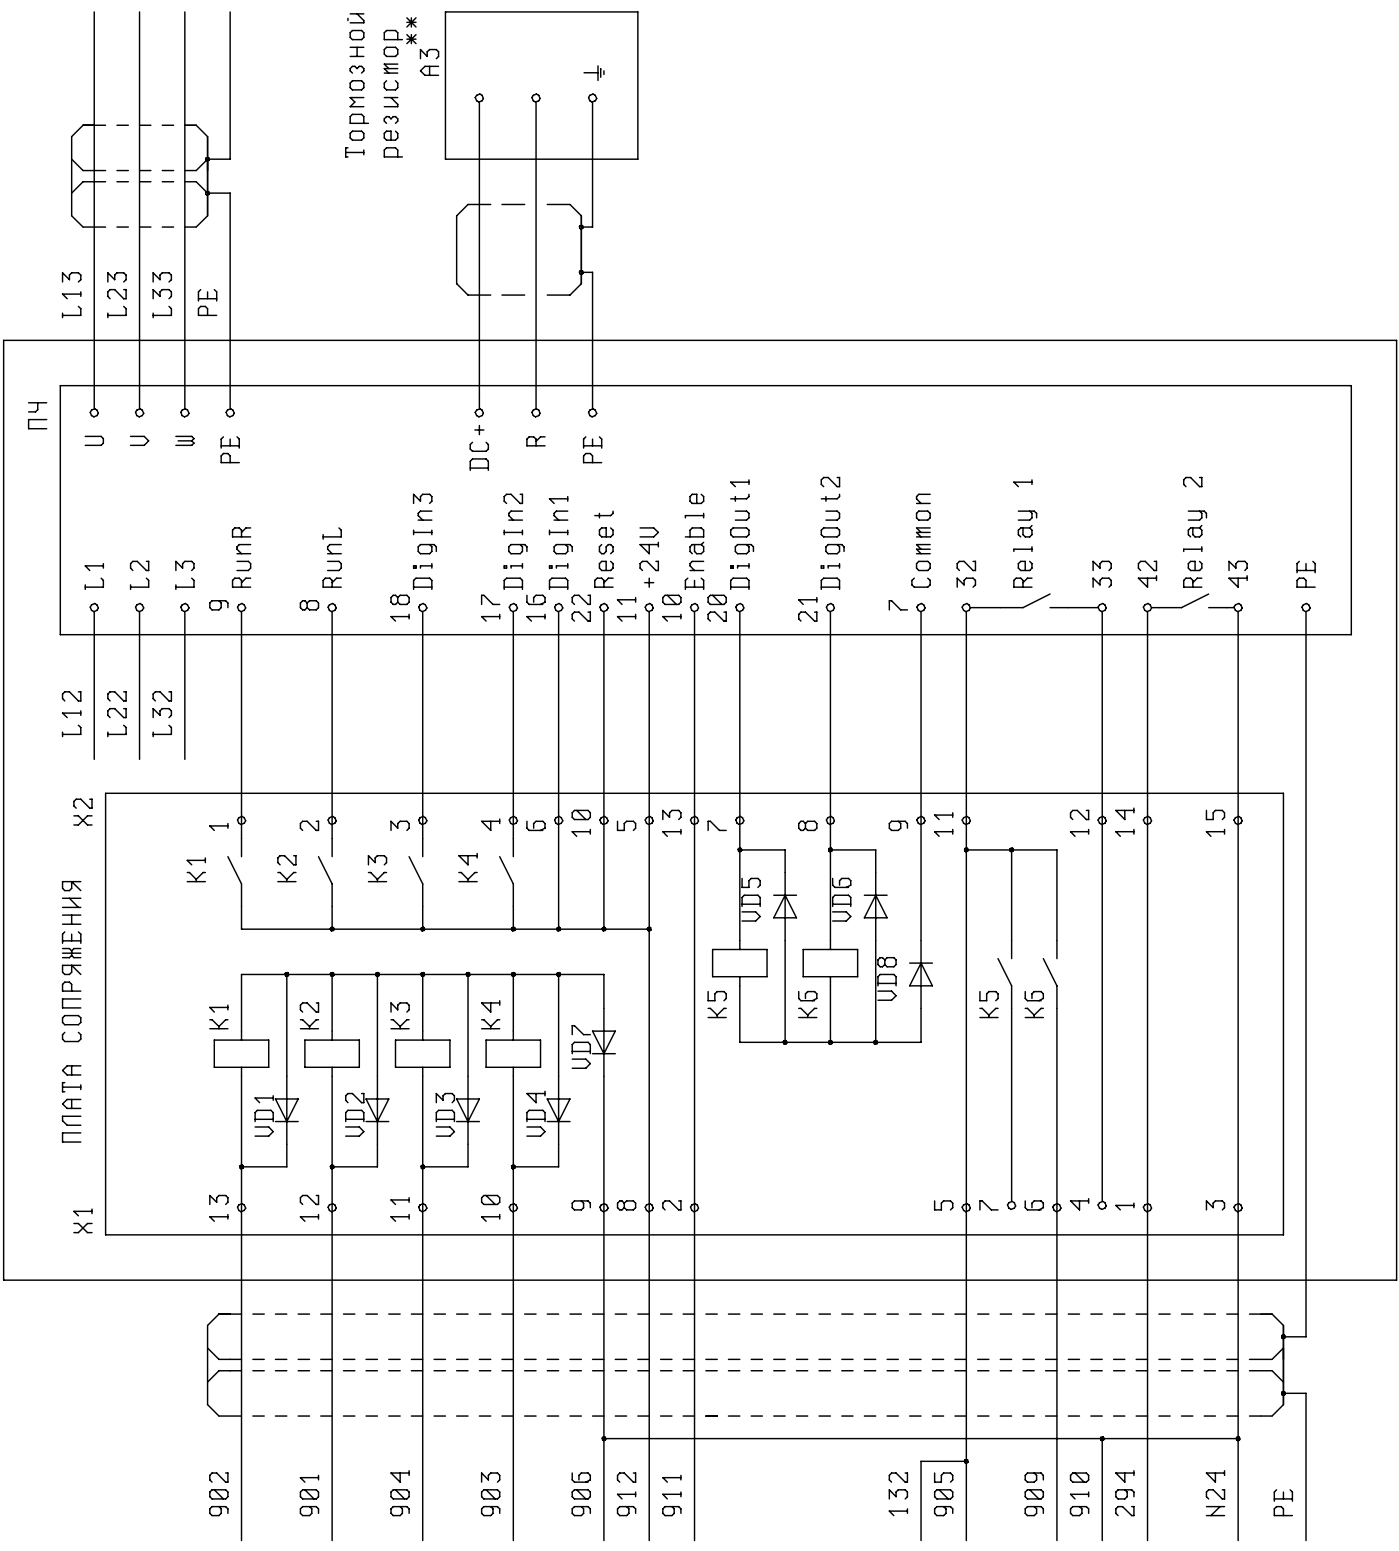 Тормозной
резистор
**
А3
L13
L23
L33
PE
ПЧ
U
V
W
PE
DC+
R
PE
L1
L2
L3
9
RunR
8
RunL
18
DigIn3
17
DigIn2
16
DigIn1
22
Reset
11
+24V
10
Enable
20
DigOut1
21
DigOut2
7
Common
32
Relay 1
33
42
Relay 2
43
PE
L12
L22
L32
X2
ПЛАТА СОПРЯЖЕНИЯ
1
2
3
4
6
10
5
13
7
8
9
11
12
14
15
K1
K2
K3
K4
VD5
VD6
K5
K6
VD8
K5
K6
K1
K2
K3
K4
VD7
VD1
VD2
VD3
VD4
X1
13
12
11
10
9
8
2
5
7
6
4
1
3
902
901
904
903
906
912
911
132
905
909
910
294
N24
PE